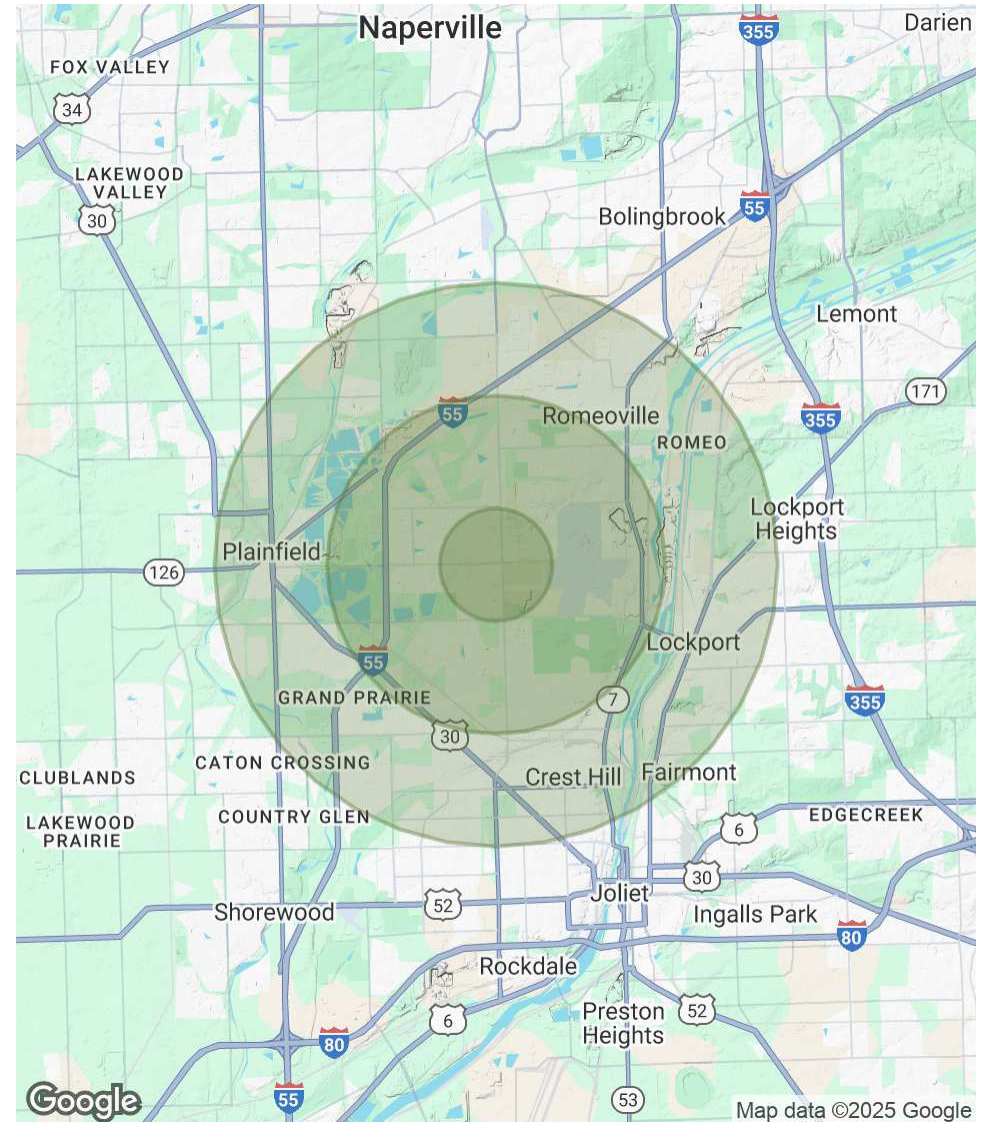 Naperville
Darien
355
FOX VALLEY
34
LAKEWOOD
VALLEY
30
55
Bolingbrook
Lemont
171
55
355
Romeoville
ROMEO
Lockport
Heights
Plainfield
126
7
Lockport
55
GRAND PRAIRIE
355
30
CATON CROSSING
CLUBLANDS
Crest Hill
Fairmont
COUNTRY GLEN
LAKEWOOD
PRAIRIE
EDGECREEK
6
30
Joliet
52
Shorewood
Ingalls Park
80
Rockdale
6
Preston
Heights
52
80
55
53
Google
Map data ©2025 Google